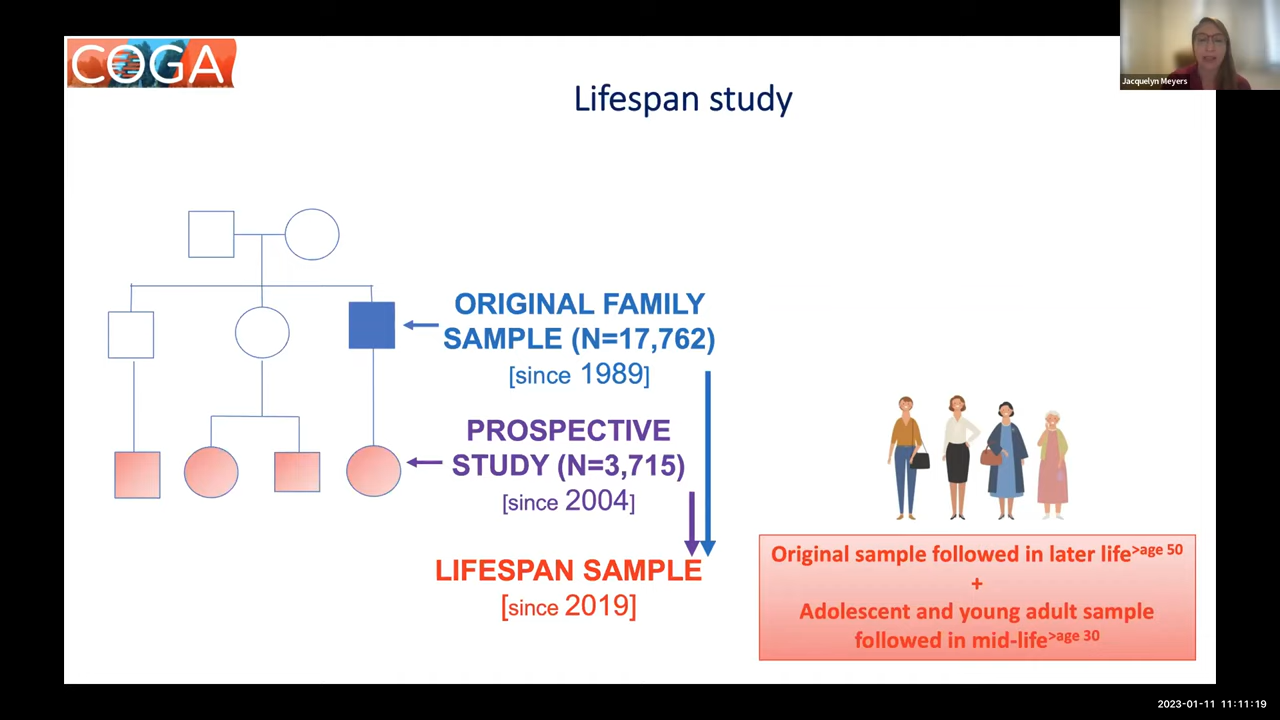 COGA
Jacquelyn Meyers
Lifespan study
ORIGINAL FAMILY
SAMPLE (N=17,762)
[since 1989]
PROSPECTIVE
STUDY (N=3,715)
[since 2004]
LIFESPAN SAMPLE
[since 2019]
Original sample followed in later life>age 50
+
Adolescent and young adult sample
followed in mid-life>age 30
2023-01-11 11:11:19